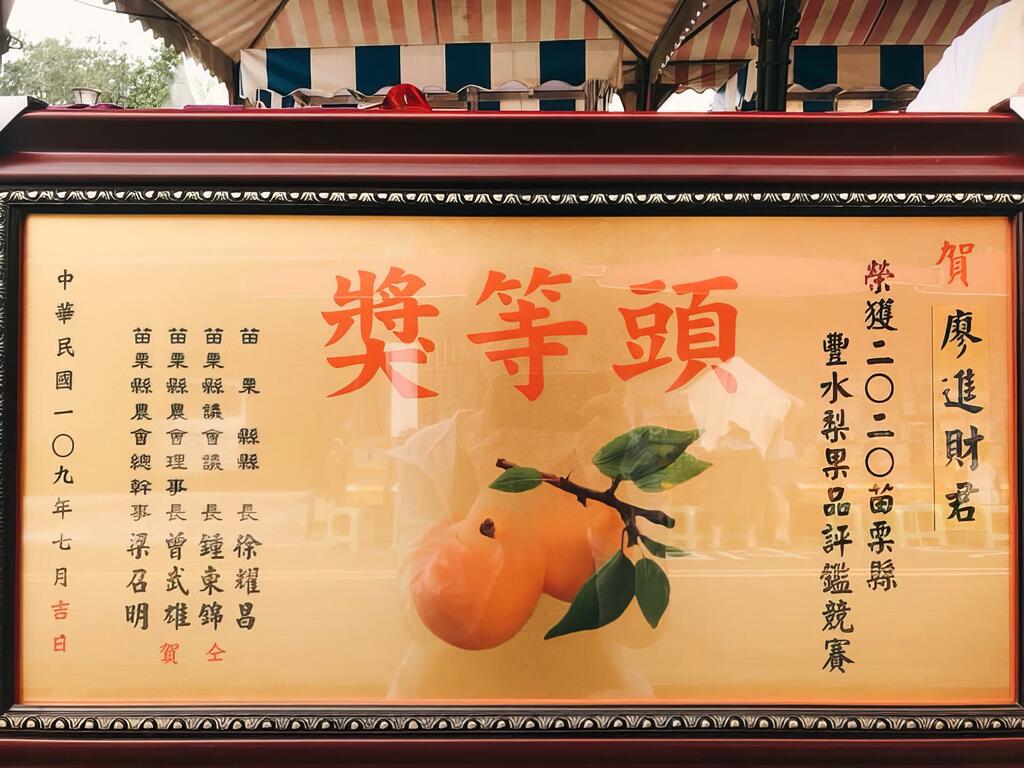 賀
廖進財君
榮獲二〇二〇苗栗縣
豐水梨果品評鑑競賽
頭等獎
苗栗縣縣長徐耀昌
苗栗縣議會議長鍾東錦
苗栗縣農會理事長曾武雄
苗栗縣農會總幹事梁召明
仝賀
中華民國一〇九年七月吉日